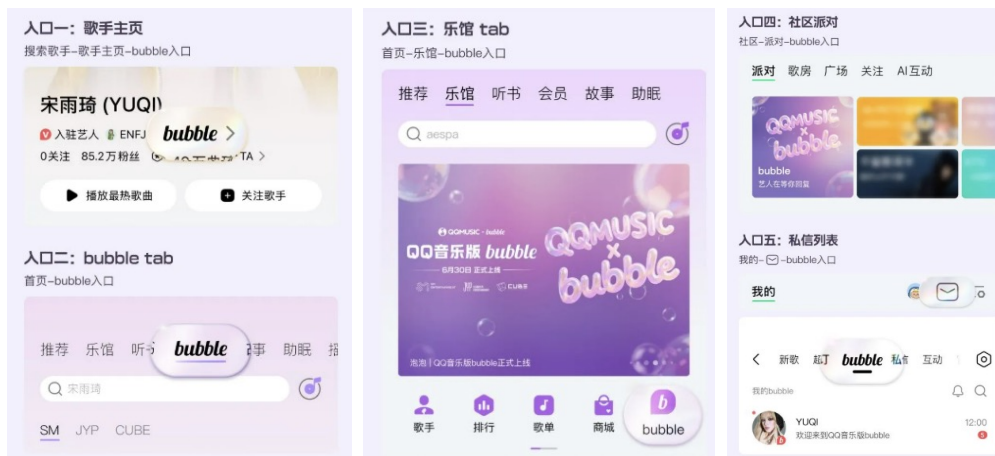 入口一：歌手主页
搜索歌手-歌手主页-bubble入口
宋雨琦 (YUQI)
入驻艺人 ENFJ bubble
0关注 85.2万粉丝 TA >
播放最热歌曲 关注歌手
入口二：bubble tab
首页-bubble入口
推荐 乐馆 听 bubble 事 助眠
宋雨琦
SM JYP CUBE
入口三：乐馆 tab
首页-乐馆-bubble入口
推荐 乐馆 听书 会员 故事 助眠
aespa
QQMUSIC · bubble
QQ音乐版 bubble
6月30日 正式上线
CUBE
QQMUSIC
×
bubble
泡泡丨QQ音乐版bubble正式上线
歌手 排行 歌单 商城 bubble
入口四：社区派对
社区-派对-bubble入口
派对 歌房 广场 关注 AI互动
QQMUSIC
×
bubble
bubble
艺人在等你回复
入口五：私信列表
我的- -bubble入口
我的
新歌 bubble 私信 互动
我的bubble
YUQI 12:00
欢迎来到QQ音乐版bubble 5